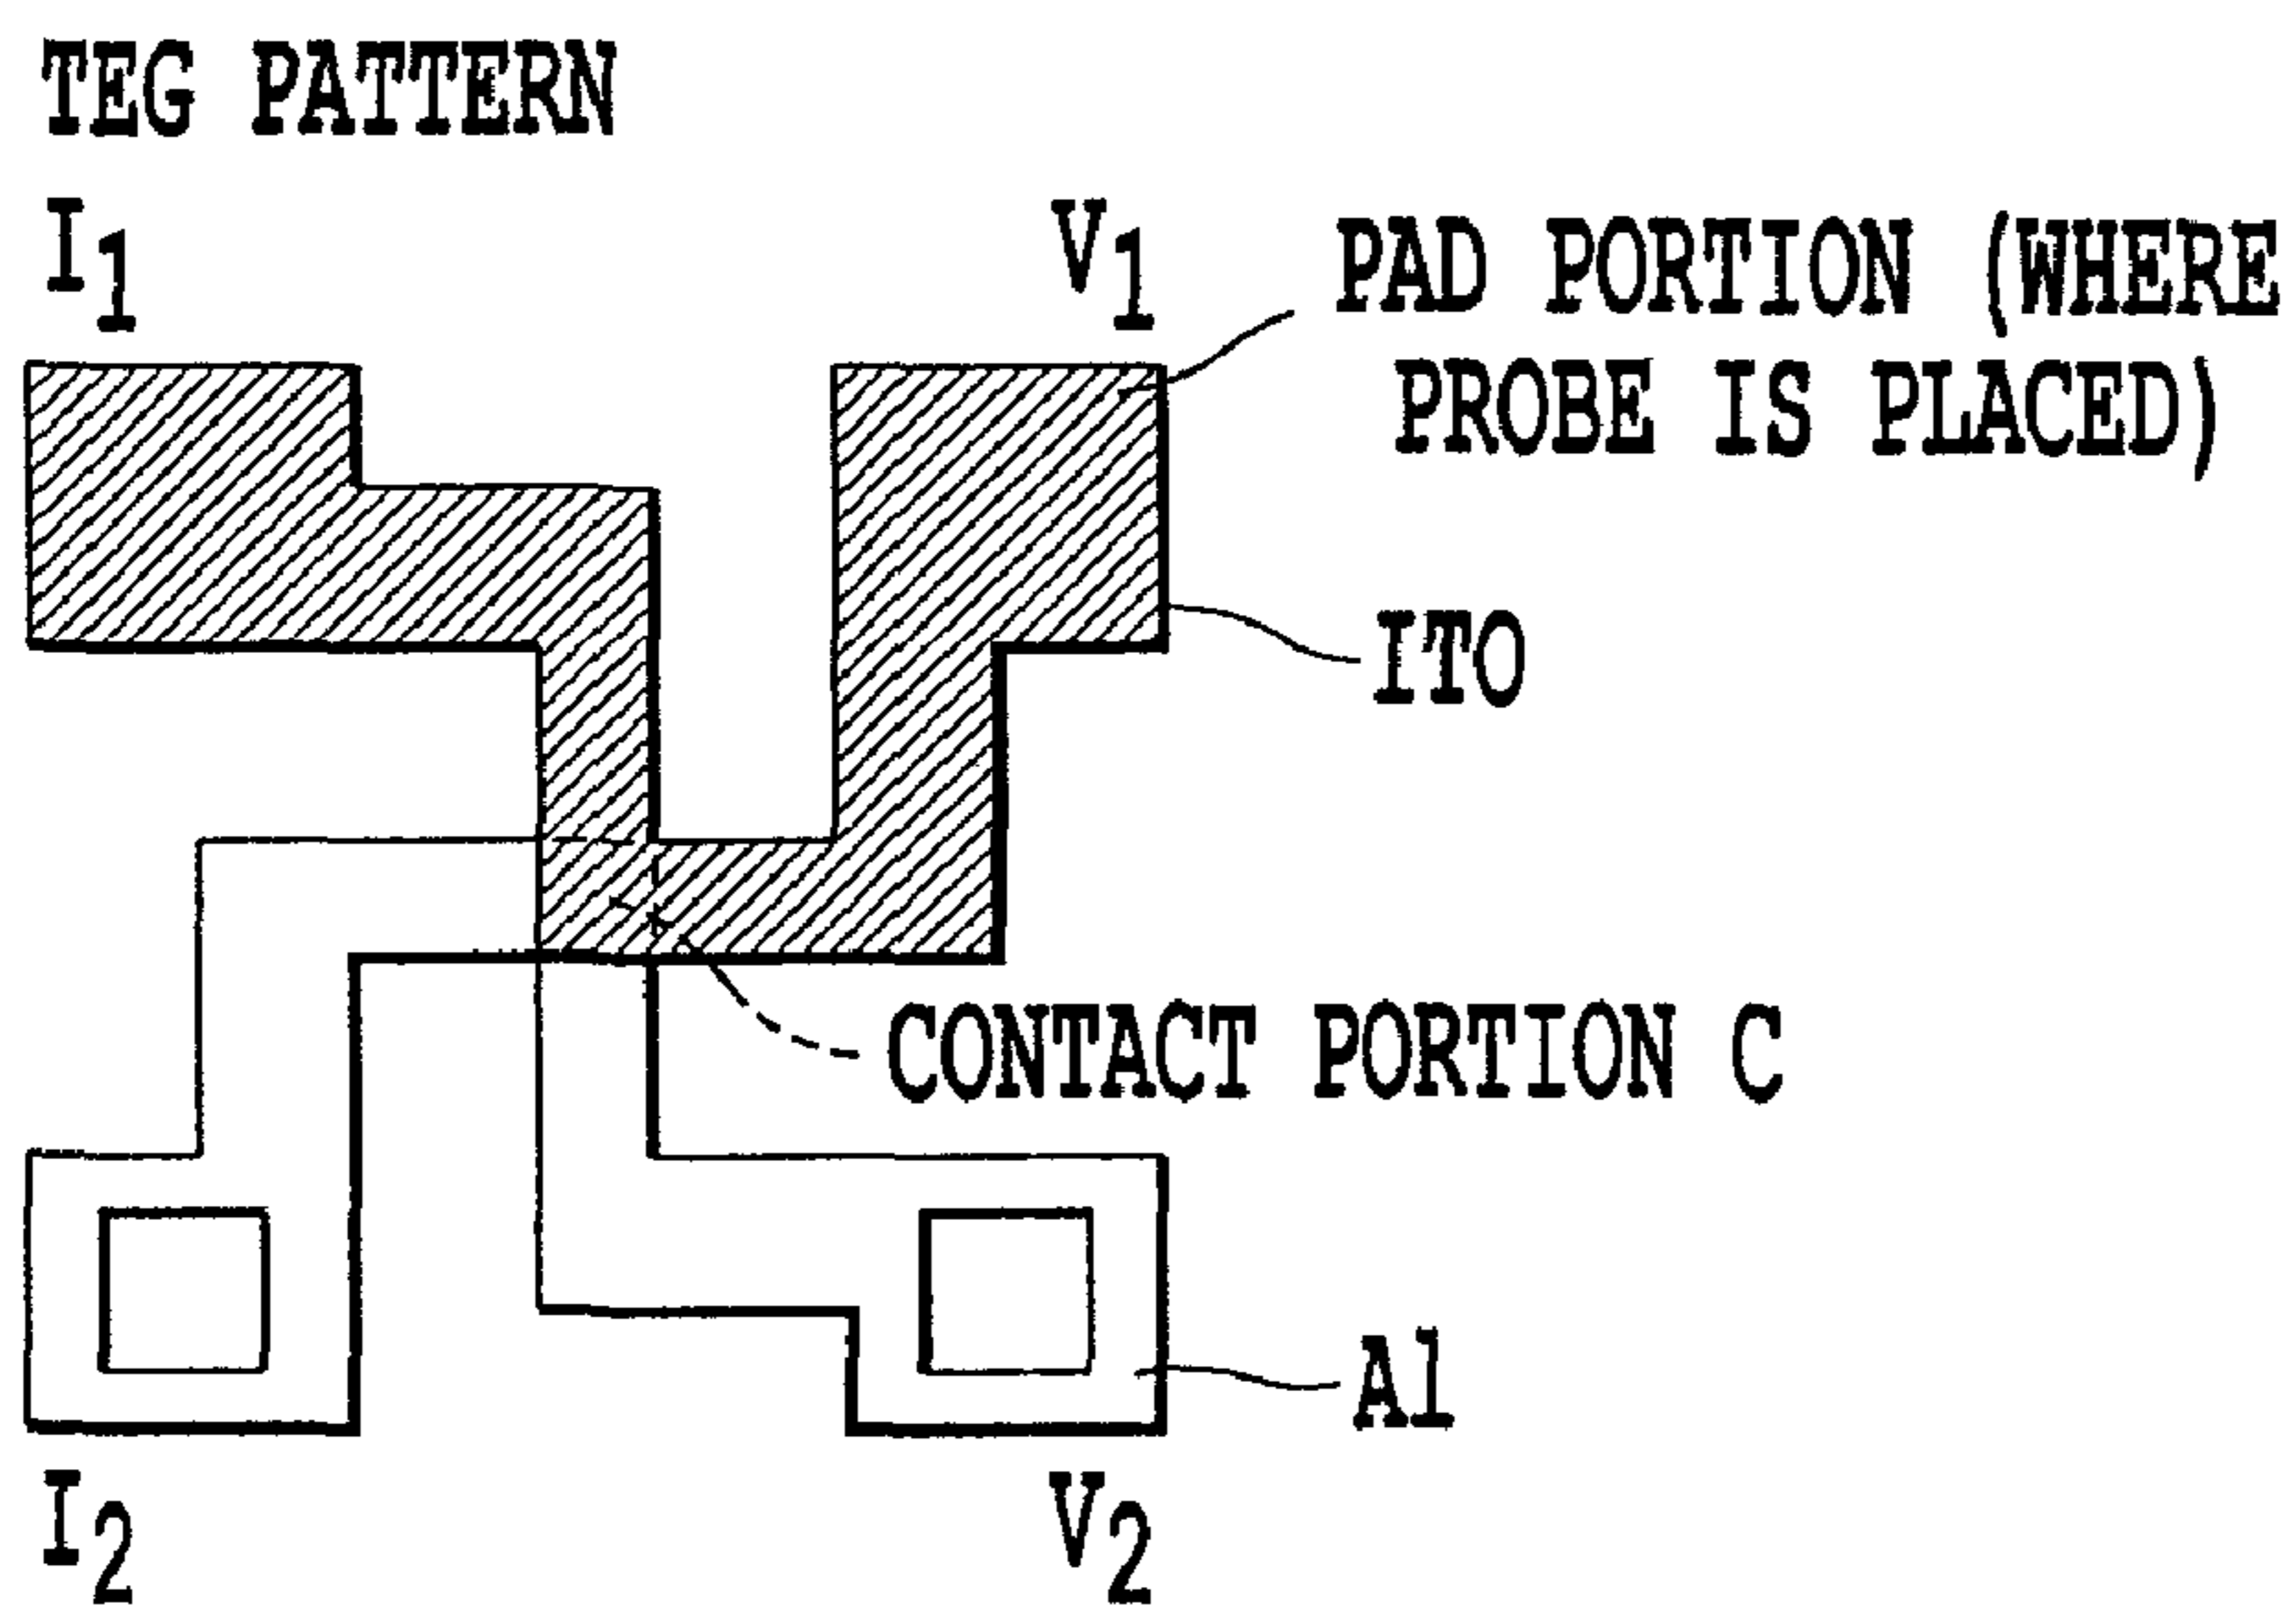 TEG PATTERN
I1
V1
PAD PORTION (WHERE
PROBE IS PLACED)
ITO
CONTACT PORTION C
Al
I2
V2